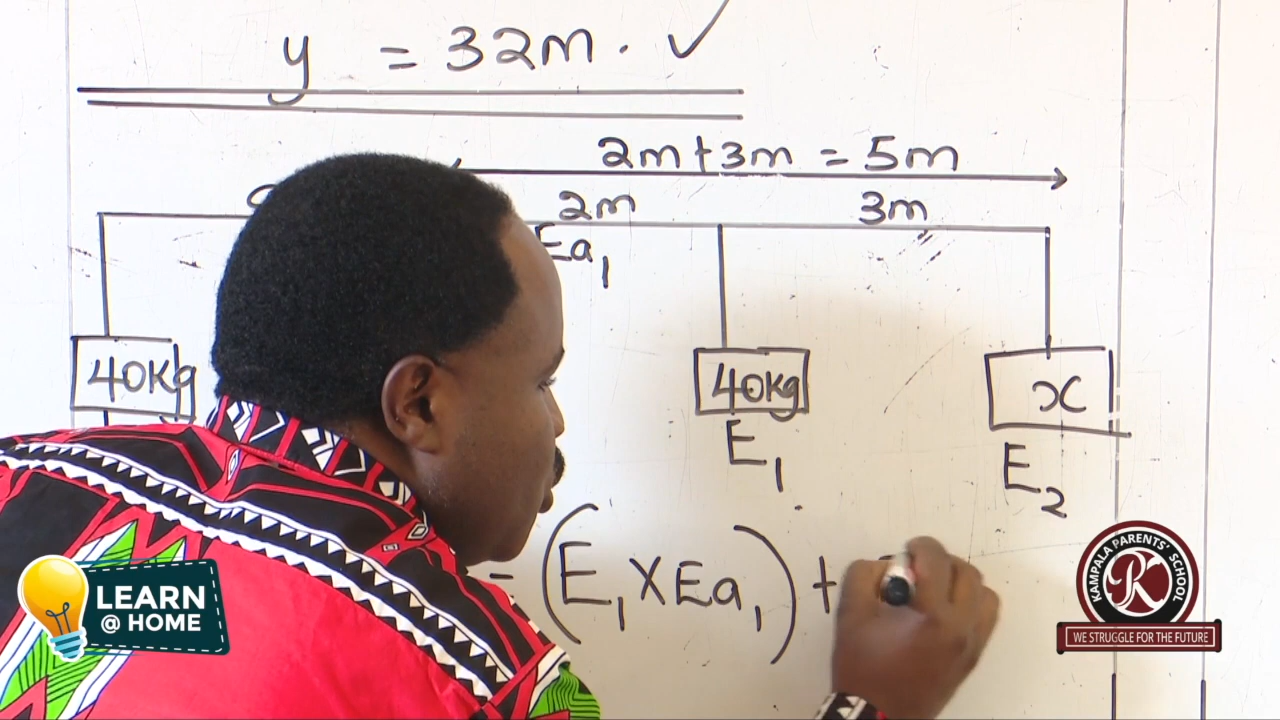 y = 32m. ✓
2m+3m = 5m
2m 3m
Ea₁
40Kg 40Kg x
E₁ E₂
= (E₁ X Ea₁) +
LEARN
@ HOME
KAMPALA PARENTS' SCHOOL
K
WE STRUGGLE FOR THE FUTURE